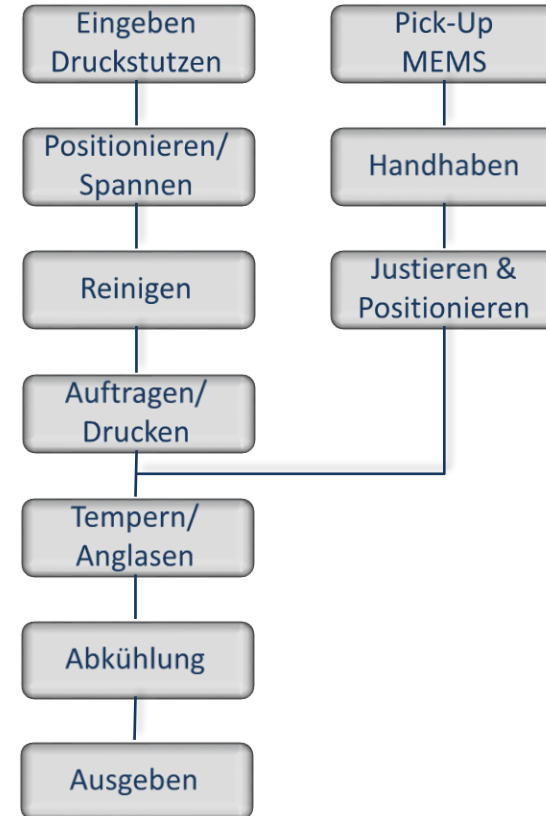 Eingeben
Druckstutzen
Positionieren/
Spannen
Reinigen
Auftragen/
Drucken
Tempern/
Anglasen
Abkühlung
Ausgeben
Pick-Up
MEMS
Handhaben
Justieren &
Positionieren